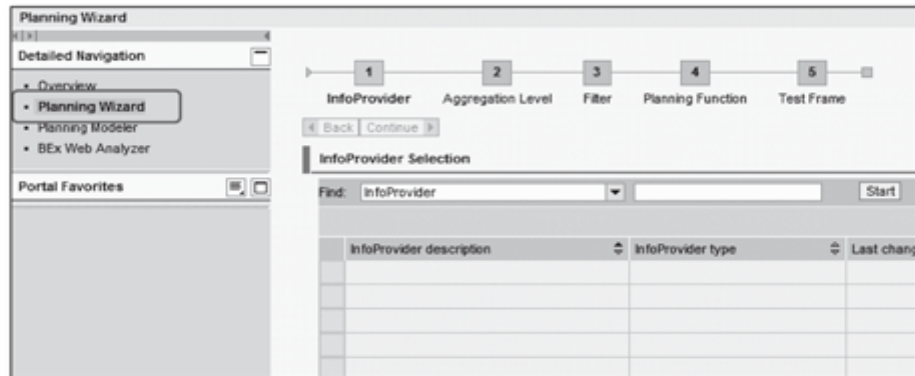 Planning Wizard
Detailed Navigation
• Overview
• Planning Wizard
• Planning Modeler
• BEx Web Analyzer
Portal Favorites
1 2 3 4 5
InfoProvider Aggregation Level Filter Planning Function Test Frame
Back Continue
InfoProvider Selection
Find: InfoProvider Start
InfoProvider description InfoProvider type Last chang